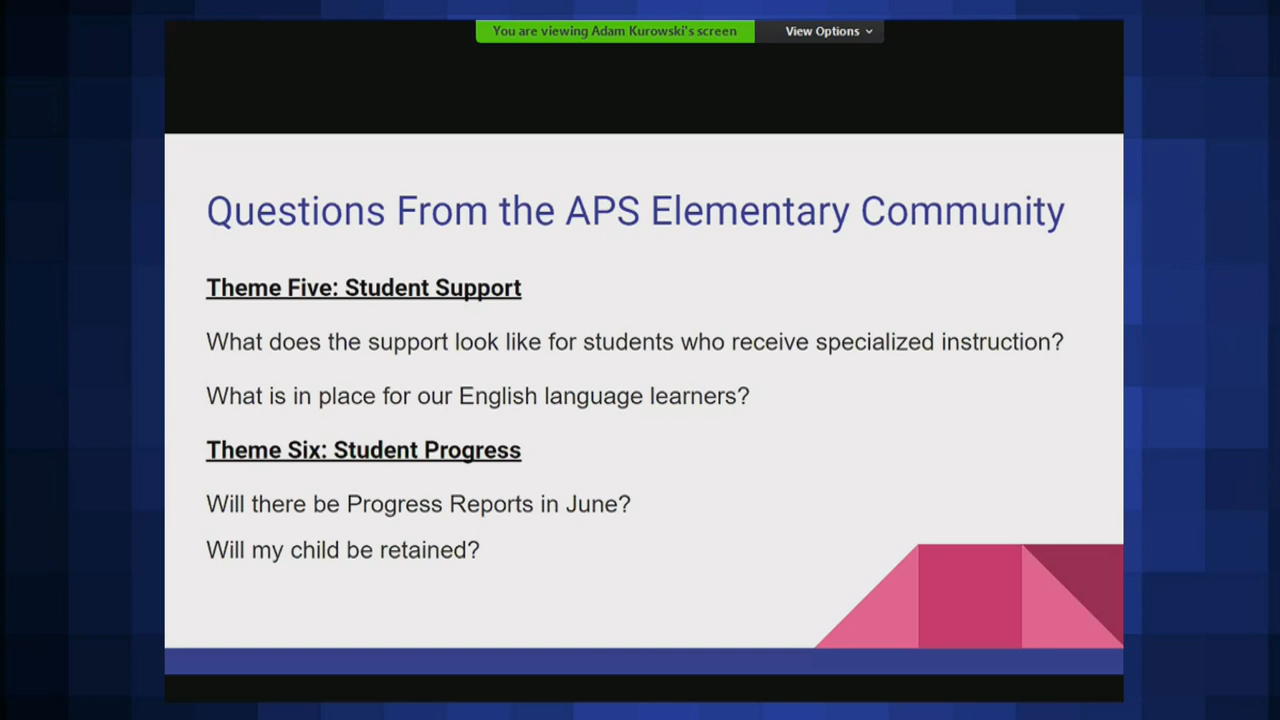 You are viewing Adam Kurowski's screen
View Options
Questions From the APS Elementary Community
Theme Five: Student Support
What does the support look like for students who receive specialized instruction?
What is in place for our English language learners?
Theme Six: Student Progress
Will there be Progress Reports in June?
Will my child be retained?